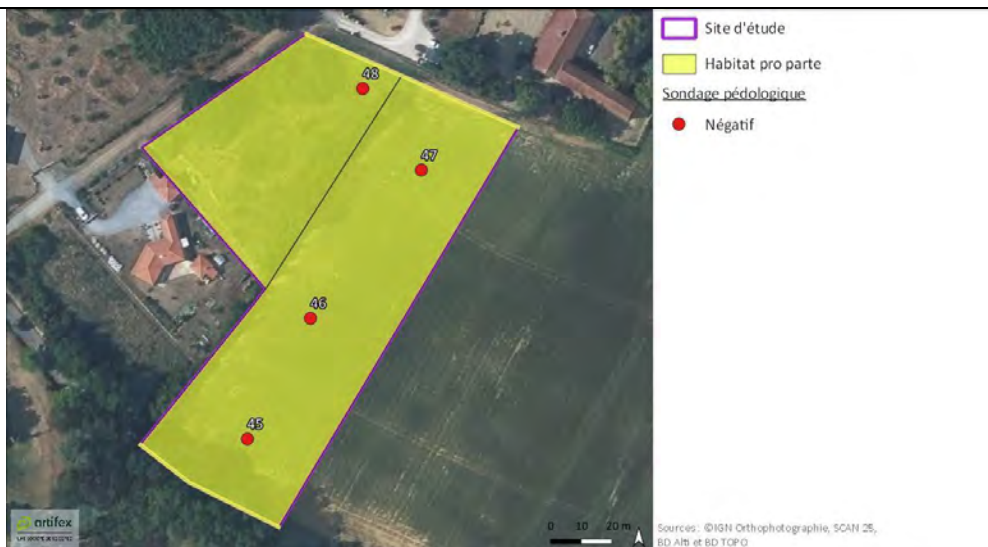 Site d'étude
Habitat pro parte
Sondage pédologique
Négatif
48
47
46
45
0 10 20 m
artifex
Sources: ©IGN Orthophotographie, SCAN 25,
BD Alti et BD TOPO